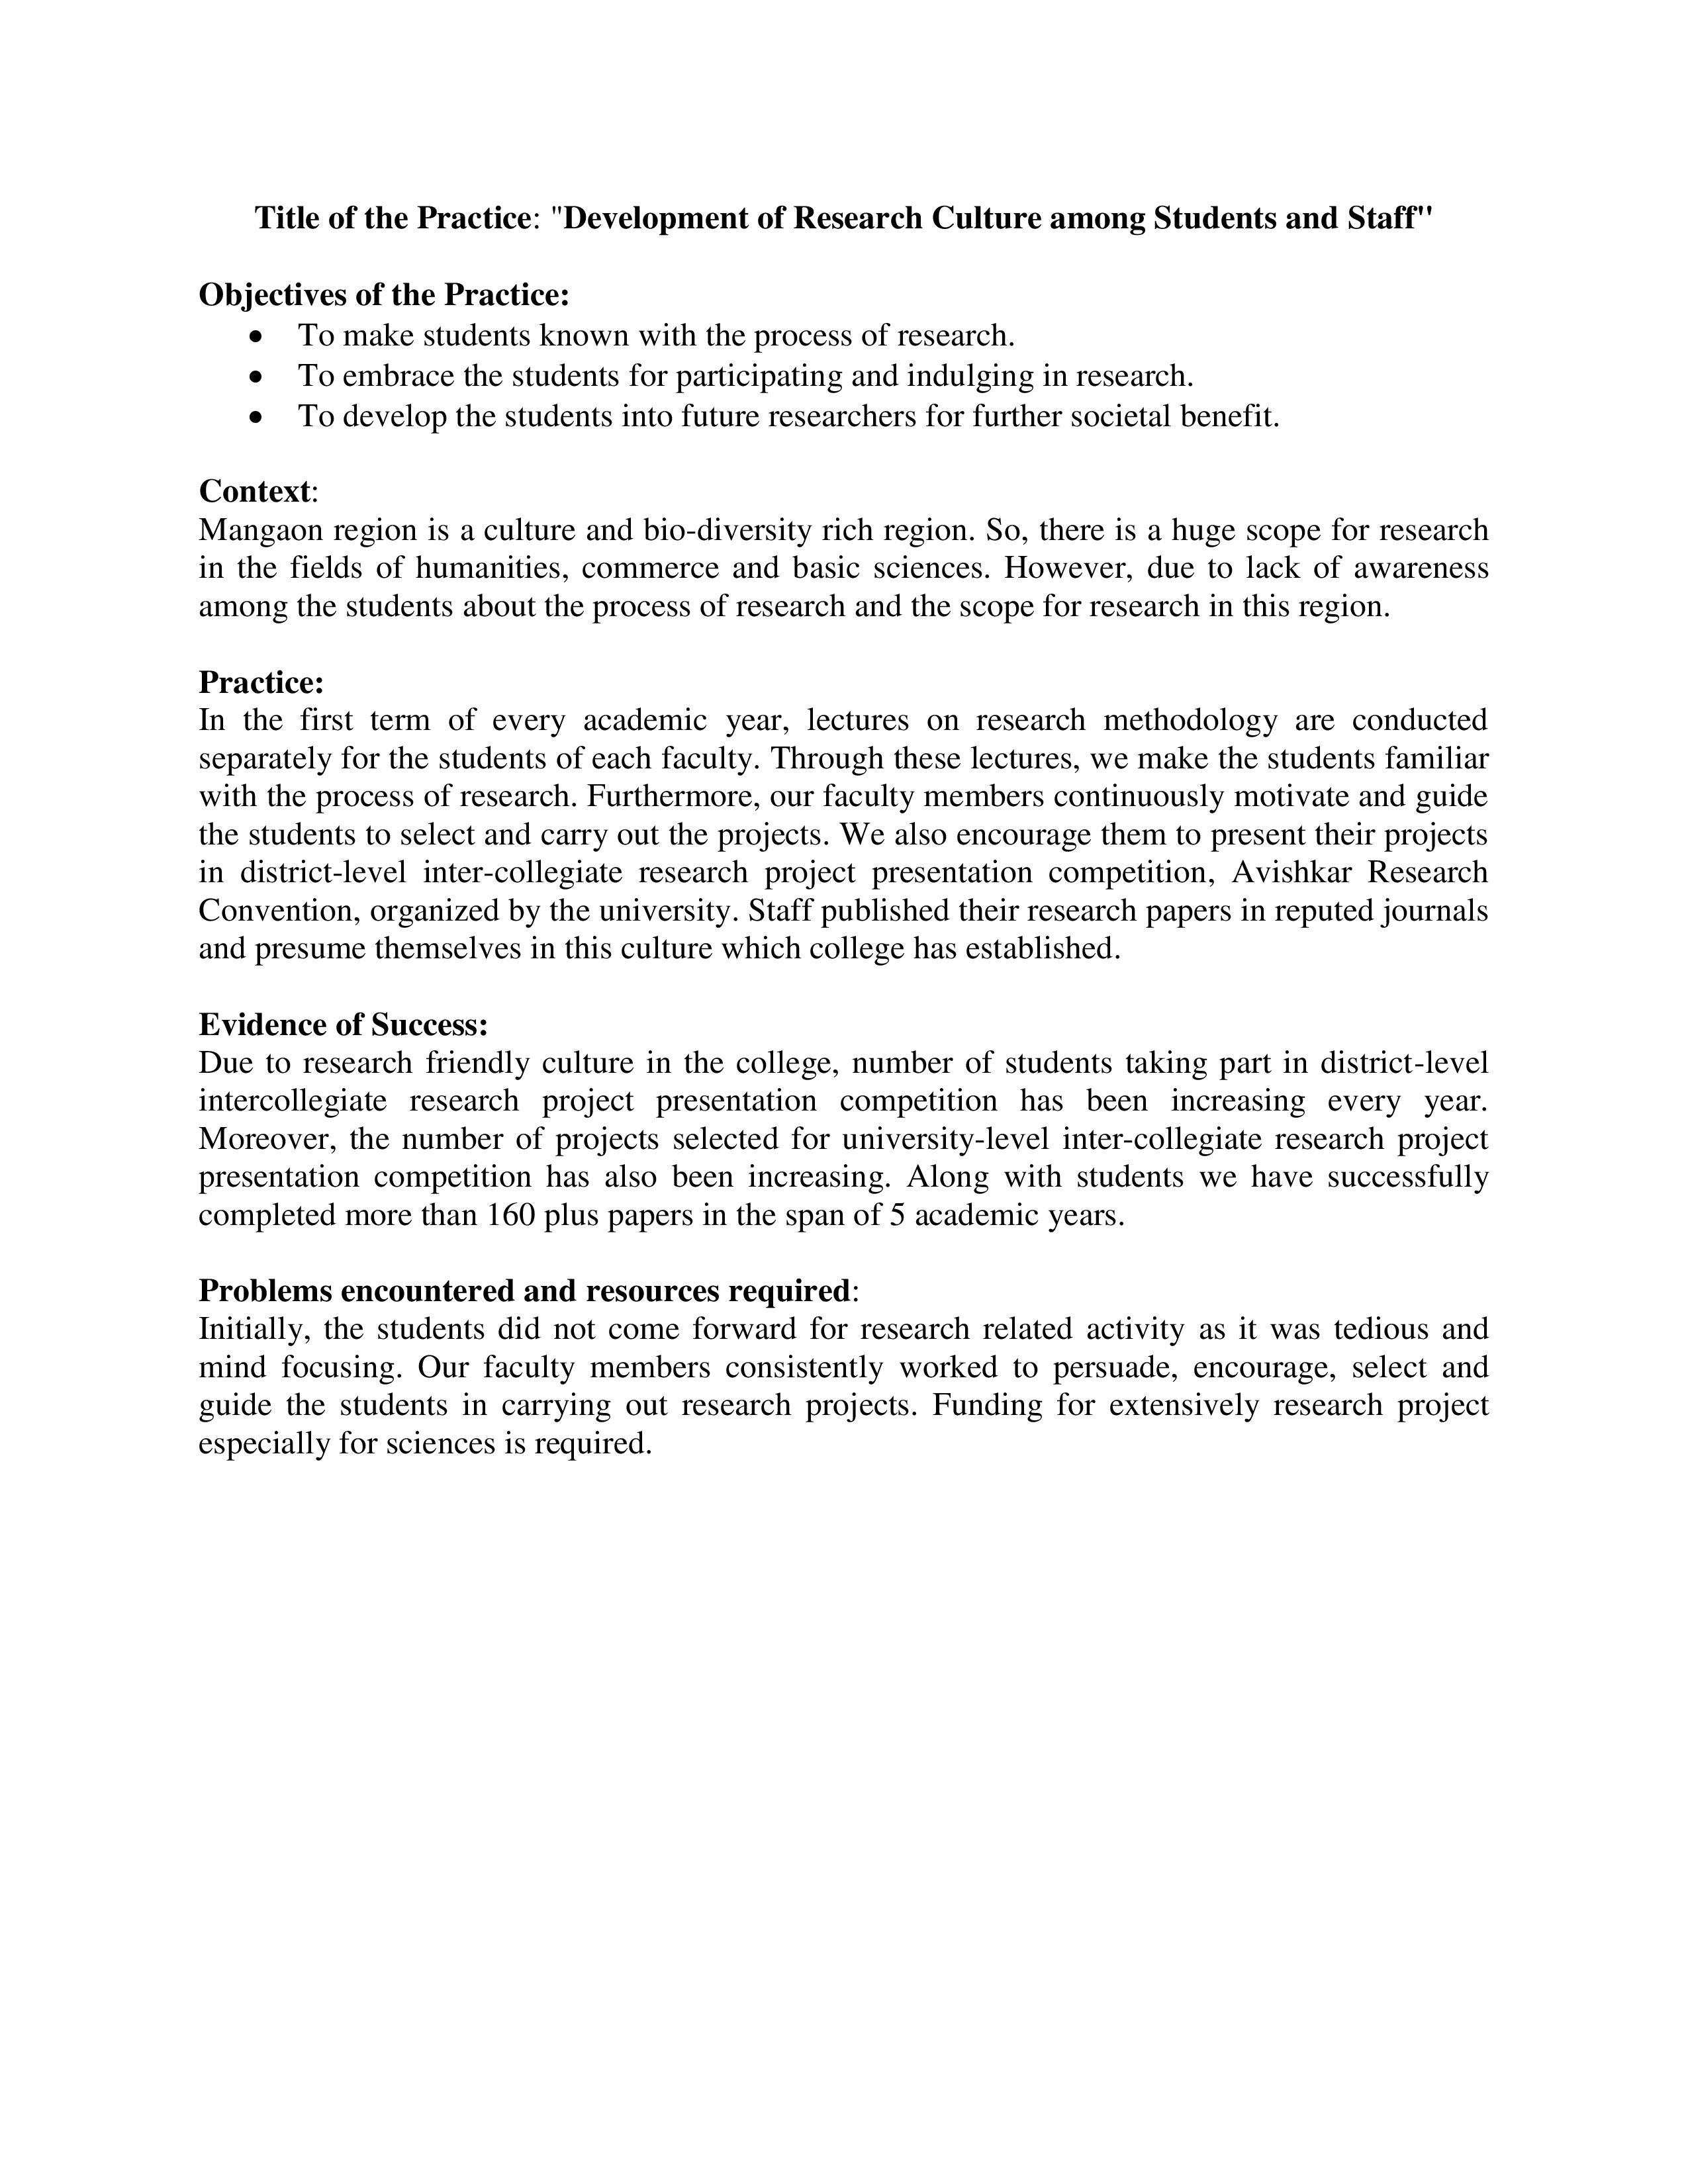 Title of the Practice: "Development of Research Culture among Students and Staff"
Objectives of the Practice:
• To make students known with the process of research.
• To embrace the students for participating and indulging in research.
• To develop the students into future researchers for further societal benefit.
Context:
Mangaon region is a culture and bio-diversity rich region. So, there is a huge scope for research
in the fields of humanities, commerce and basic sciences. However, due to lack of awareness
among the students about the process of research and the scope for research in this region.
Practice:
In the first term of every academic year, lectures on research methodology are conducted
separately for the students of each faculty. Through these lectures, we make the students familiar
with the process of research. Furthermore, our faculty members continuously motivate and guide
the students to select and carry out the projects. We also encourage them to present their projects
in district-level inter-collegiate research project presentation competition, Avishkar Research
Convention, organized by the university. Staff published their research papers in reputed journals
and presume themselves in this culture which college has established.
Evidence of Success:
Due to research friendly culture in the college, number of students taking part in district-level
intercollegiate research project presentation competition has been increasing every year.
Moreover, the number of projects selected for university-level inter-collegiate research project
presentation competition has also been increasing. Along with students we have successfully
completed more than 160 plus papers in the span of 5 academic years.
Problems encountered and resources required:
Initially, the students did not come forward for research related activity as it was tedious and
mind focusing. Our faculty members consistently worked to persuade, encourage, select and
guide the students in carrying out research projects. Funding for extensively research project
especially for sciences is required.